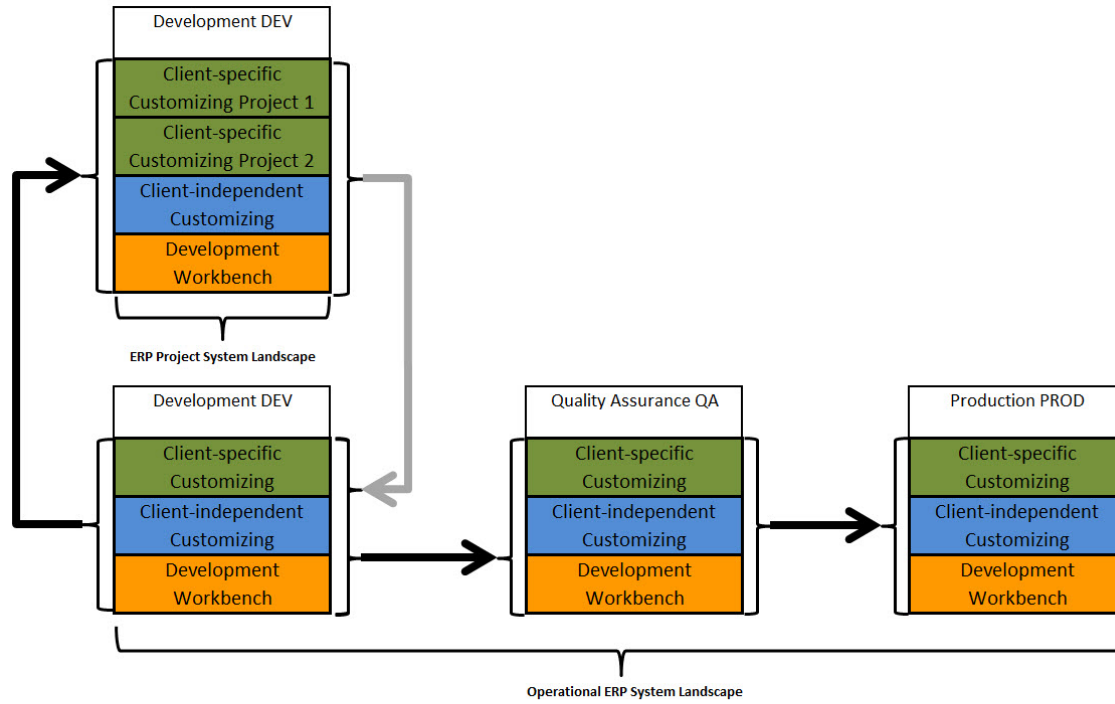 Development DEV
Client-specific
Customizing Project 1
Client-specific
Customizing Project 2
Client-independent
Customizing
Development
Workbench
ERP Project System Landscape
Development DEV
Client-specific
Customizing
Client-independent
Customizing
Development
Workbench
Quality Assurance QA
Client-specific
Customizing
Client-independent
Customizing
Development
Workbench
Production PROD
Client-specific
Customizing
Client-independent
Customizing
Development
Workbench
Operational ERP System Landscape